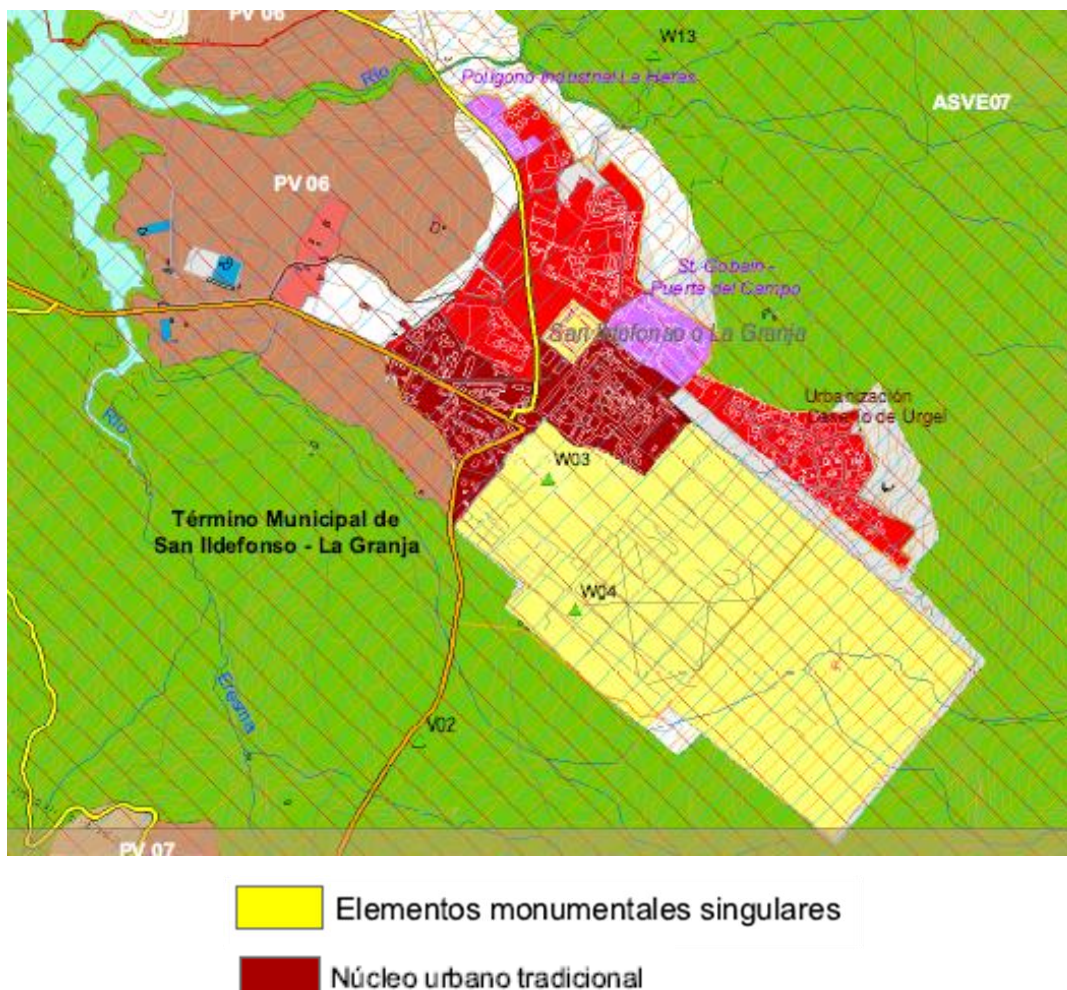 PV 06
W13
Río
Polígono Industrial La Heras
ASVE07
PV 06
St. Gobain -
Puerta del Campo
San Ildefonso o La Granja
Urbanización
de Urgel
Río
W03
Término Municipal de
San Ildefonso - La Granja
W04
Eresma
V02
PV 07
Elementos monumentales singulares
Núcleo urbano tradicional